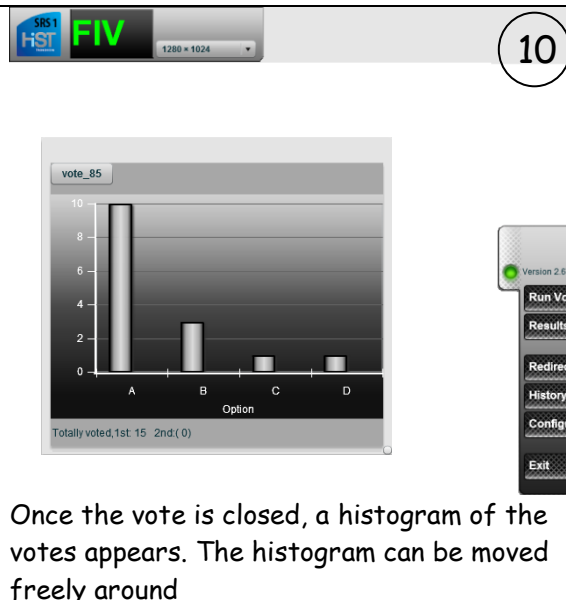 SRS 1
HiST
FIV
1280 × 1024
10
vote_85
10
8
6
4
2
0
A B C D
Option
Totally voted,1st: 15 2nd:( 0)
Version 2.6
Run Vo
Results
Redirec
History
Configu
Exit
Once the vote is closed, a histogram of the
votes appears. The histogram can be moved
freely around